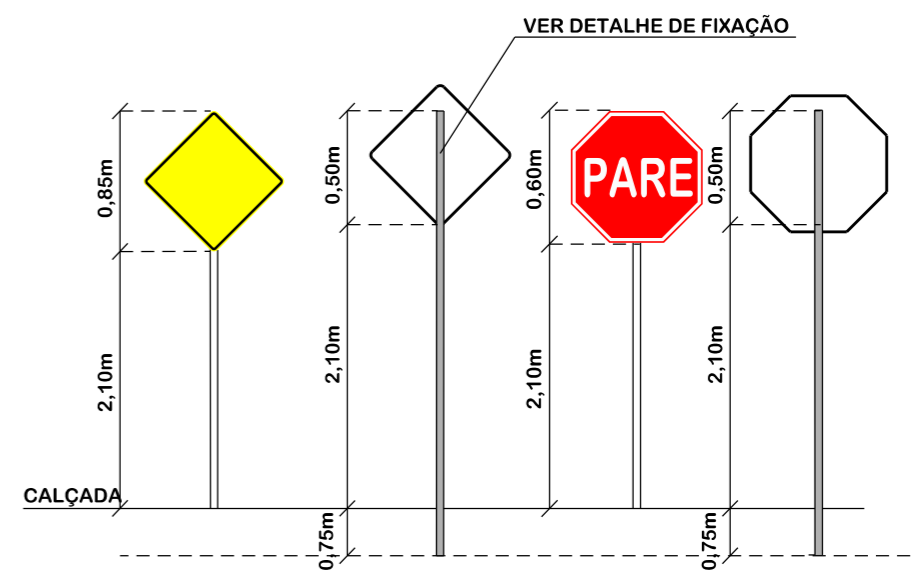 VER DETALHE DE FIXAÇÃO
0,85m
0,50m
0,60m
0,50m
PARE
2,10m
2,10m
2,10m
2,10m
CALÇADA
0,75m
0,75m